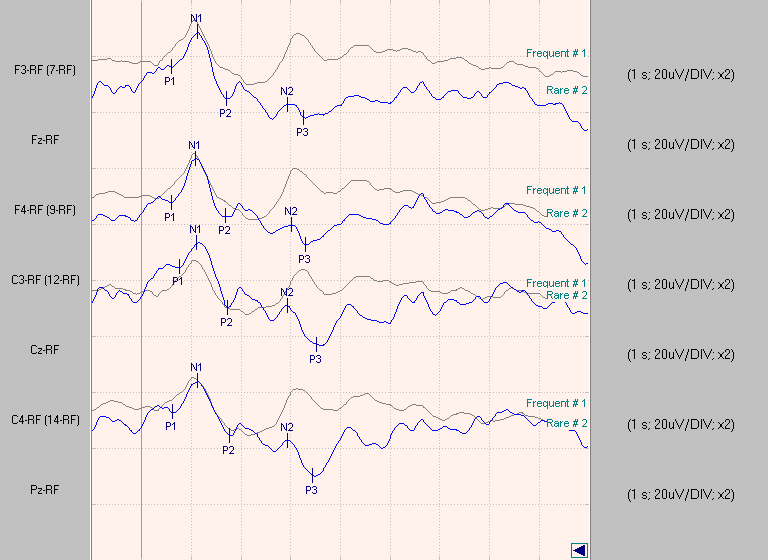 N1
Frequent # 1
F3-RF (7-RF)
P1
(1 s; 20uV/DIV; x2)
Rare # 2
N2
P2
P3
Fz-RF
(1 s; 20uV/DIV; x2)
N1
Frequent # 1
F4-RF (9-RF)
P1
N2
Rare # 2
(1 s; 20uV/DIV; x2)
P2
N1
P3
C3-RF (12-RF)
P1
Frequent # 1
(1 s; 20uV/DIV; x2)
N2
Rare # 2
P2
Cz-RF
P3
(1 s; 20uV/DIV; x2)
N1
Frequent # 1
C4-RF (14-RF)
P1
N2
Rare # 2
(1 s; 20uV/DIV; x2)
P2
Pz-RF
P3
(1 s; 20uV/DIV; x2)